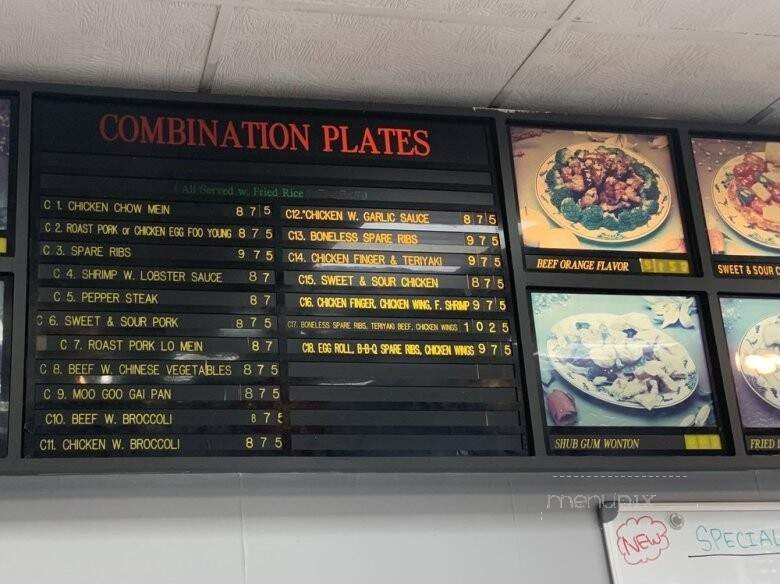 COMBINATION PLATES
(All Served w. Fried Rice
C 1. CHICKEN CHOW MEIN 8 7 5
C 2. ROAST PORK or CHICKEN EGG FOO YOUNG 8 7 5
C 3. SPARE RIBS 9 7 5
C 4. SHRIMP W. LOBSTER SAUCE 8 7
C 5. PEPPER STEAK 8 7
C 6. SWEET & SOUR PORK 8 7 5
C 7. ROAST PORK LO MEIN 8 7
C 8. BEEF W. CHINESE VEGETABLES 8 7 5
C 9. MOO GOO GAI PAN 8 7 5
C10. BEEF W. BROCCOLI 8 7 5
C11. CHICKEN W. BROCCOLI 8 7 5
C12.*CHICKEN W. GARLIC SAUCE 8 7 5
C13. BONELESS SPARE RIBS 9 7 5
C14. CHICKEN FINGER & TERIYAKI 9 7 5
C15. SWEET & SOUR CHICKEN 8 7 5
C16. CHICKEN FINGER, CHICKEN WING, F. SHRIMP 9 7 5
C17. BONELESS SPARE RIBS, TERIYAKI BEEF, CHICKEN WINGS 1 0 2 5
C18. EGG ROLL, B-B-Q SPARE RIBS, CHICKEN WINGS 9 7 5
BEEF ORANGE FLAVOR
SWEET & SOUR C
SHUB GUM WONTON
FRIED
menupix
NEW
SPECIAL